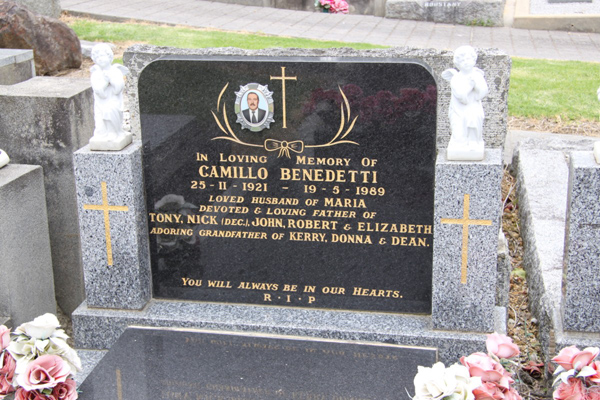 IN LOVING MEMORY OF
CAMILLO BENEDETTI
25-11-1921 - 19-5-1989
LOVED HUSBAND OF MARIA
DEVOTED & LOVING FATHER OF
TONY, NICK (DEC.), JOHN, ROBERT & ELIZABETH
ADORING GRANDFATHER OF KERRY, DONNA & DEAN.
YOU WILL ALWAYS BE IN OUR HEARTS.
R·I·P